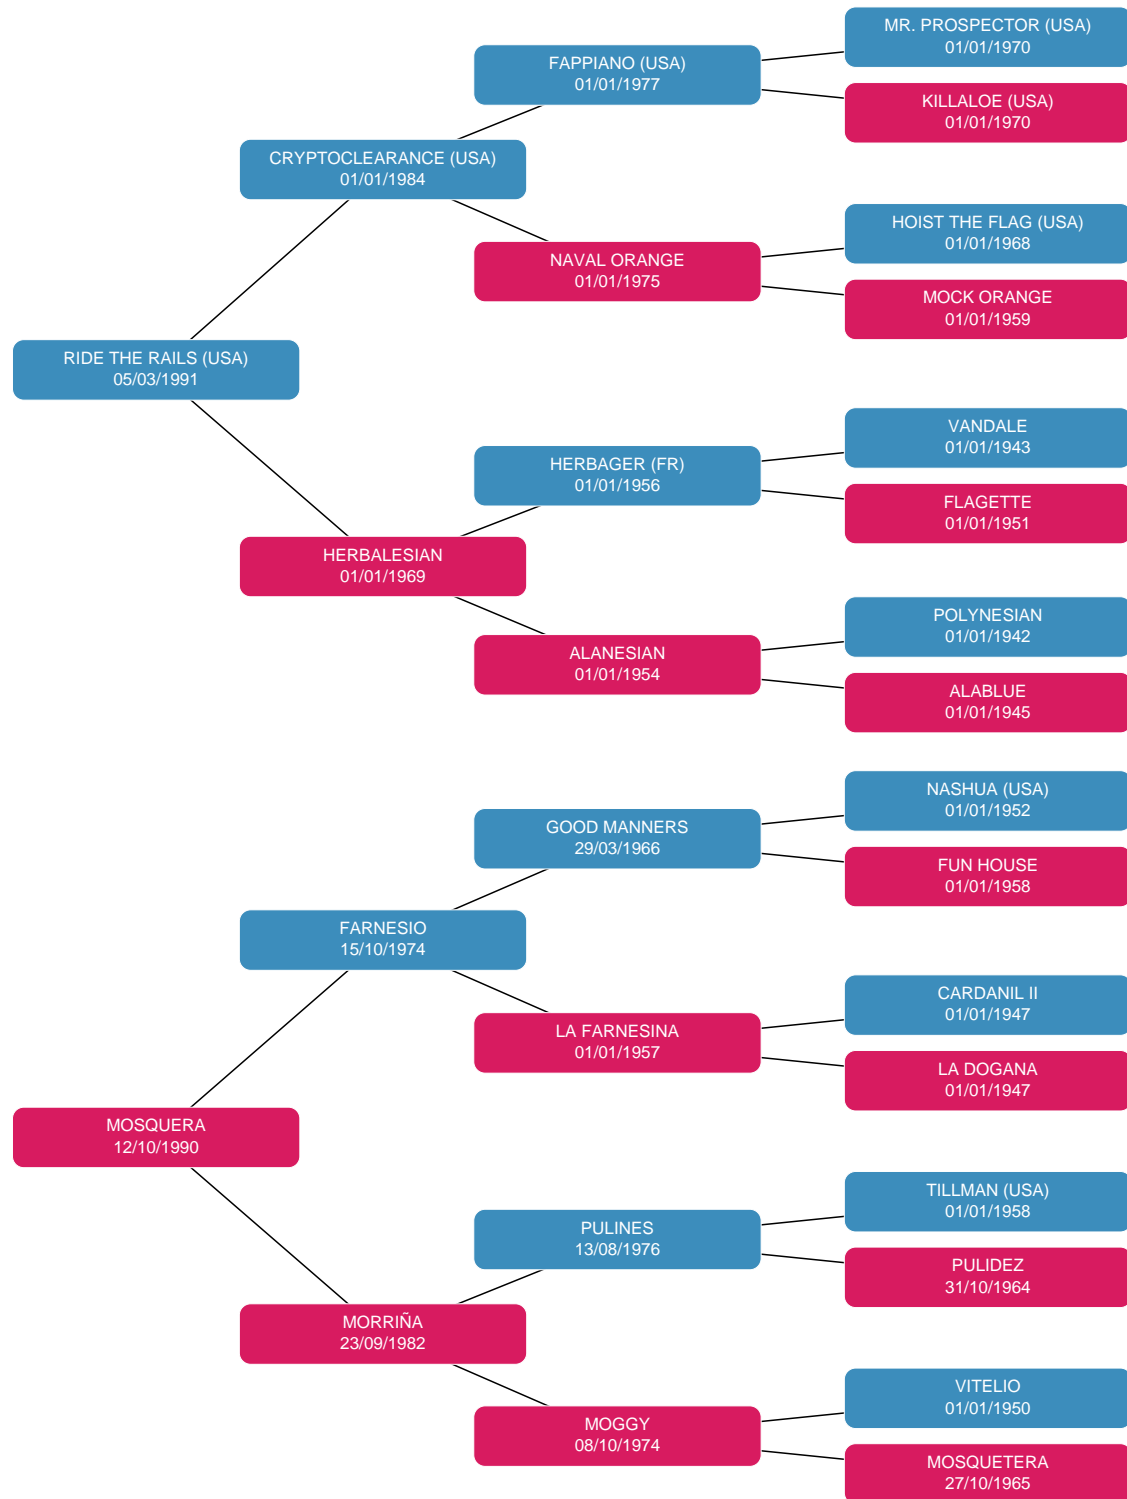 MR. PROSPECTOR (USA)
01/01/1970
FAPPIANO (USA)
01/01/1977
KILLALOE (USA)
01/01/1970
CRYPTOCLEARANCE (USA)
01/01/1984
HOIST THE FLAG (USA)
01/01/1968
NAVAL ORANGE
01/01/1975
MOCK ORANGE
01/01/1959
RIDE THE RAILS (USA)
05/03/1991
VANDALE
01/01/1943
HERBAGER (FR)
01/01/1956
FLAGETTE
01/01/1951
HERBALESIAN
01/01/1969
POLYNESIAN
01/01/1942
ALANESIAN
01/01/1954
ALABLUE
01/01/1945
NASHUA (USA)
01/01/1952
GOOD MANNERS
29/03/1966
FUN HOUSE
01/01/1958
FARNESIO
15/10/1974
CARDANIL II
01/01/1947
LA FARNESINA
01/01/1957
LA DOGANA
01/01/1947
MOSQUERA
12/10/1990
TILLMAN (USA)
01/01/1958
PULINES
13/08/1976
PULIDEZ
31/10/1964
MORRIÑA
23/09/1982
VITELIO
01/01/1950
MOGGY
08/10/1974
MOSQUETERA
27/10/1965